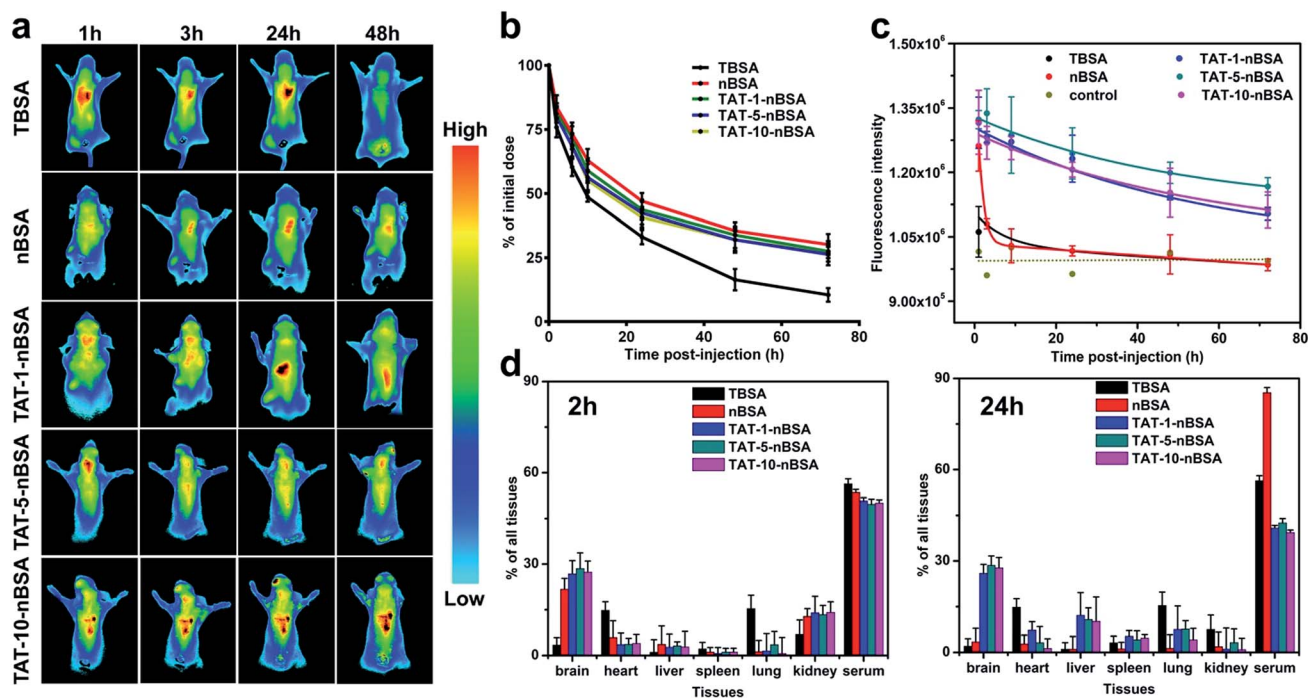 a
1h 3h 24h 48h
TBSA
nBSA
TAT-1-nBSA
TAT-5-nBSA
TAT-10-nBSA
High
Low
b
100
75
50
25
0
0 20 40 60 80
% of initial dose
Time post-injection (h)
TBSA
nBSA
TAT-1-nBSA
TAT-5-nBSA
TAT-10-nBSA
c
1.50x10⁶
1.35x10⁶
1.20x10⁶
1.05x10⁶
9.00x10⁵
0 20 40 60 80
Fluorescence intensity
Time post-injection (h)
TBSA TAT-1-nBSA
nBSA TAT-5-nBSA
control TAT-10-nBSA
d
90
60
30
0
% of all tissues
2h
TBSA
nBSA
TAT-1-nBSA
TAT-5-nBSA
TAT-10-nBSA
brain heart liver spleen lung kidney serum
Tissues
90
60
30
0
% of all tissues
24h
TBSA
nBSA
TAT-1-nBSA
TAT-5-nBSA
TAT-10-nBSA
brain heart liver spleen lung kidney serum
Tissues